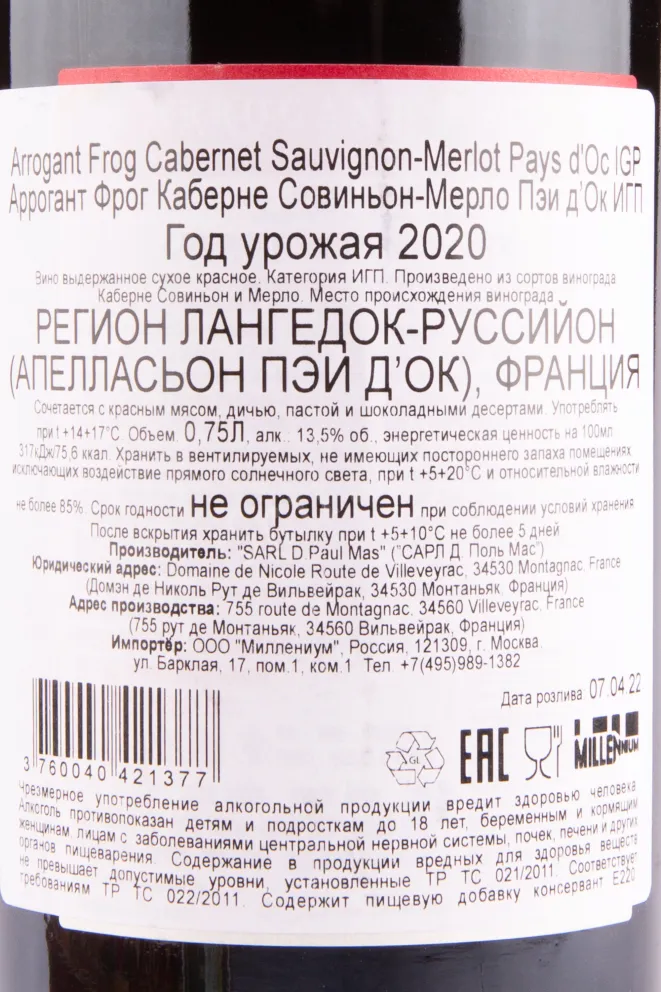 Arrogant Frog Cabernet Sauvignon-Merlot Pays d'Oc IGP
Аррогант Фрог Каберне Совиньон-Мерло Пэи д'Ок ИГП
Год урожая 2020
Вино выдержанное сухое красное. Категория ИГП. Произведено из сортов винограда
Каберне Совиньон и Мерло. Место происхождения винограда
РЕГИОН ЛАНГЕДОК-РУССИЙОН
(АПЕЛЛАСЬОН ПЭИ Д'ОК), ФРАНЦИЯ
Сочетается с красным мясом, дичью, пастой и шоколадными десертами. Употреблять
при t +14+17°С. Объем 0,75Л, алк.: 13,5% об., энергетическая ценность на 100мл
317кДж/75,6 ккал. Хранить в вентилируемых, не имеющих постороннего запаха помещениях
исключающих воздействие прямого солнечного света, при t +5+20°С и относительной влажности
не более 85%. Срок годности не ограничен при соблюдении условий хранения
После вскрытия хранить бутылку при t +5+10°С не более 5 дней
Производитель: "SARL D.Paul Mas" ("САРЛ Д. Поль Мас")
Юридический адрес: Domaine de Nicole Route de Villeveyrac, 34530 Montagnac, France
(Домэн де Николь Рут де Вильвейрак, 34530 Монтаньяк, Франция)
Адрес производства: 755 route de Montagnac, 34560 Villeveyrac, France
(755 рут де Монтаньяк, 34560 Вильвейрак, Франция)
Импортёр: ООО "Миллениум", Россия, 121309, г. Москва
ул. Барклая, 17, пом.1, ком.1 Тел. +7(495)989-1382
Дата розлива: 07.04.22
3 760040 421377
GL
EAC
MILLENNIUM
Чрезмерное употребление алкогольной продукции вредит здоровью человека
Алкоголь противопоказан детям и подросткам до 18 лет, беременным и кормящим
женщинам, лицам с заболеваниями центральной нервной системы, почек, печени и других
органов пищеварения. Содержание в продукции вредных для здоровья веществ
не превышает допустимые уровни, установленные ТР ТС 021/2011. Соответствует
требованиям ТР ТС 022/2011. Содержит пищевую добавку консервант Е220